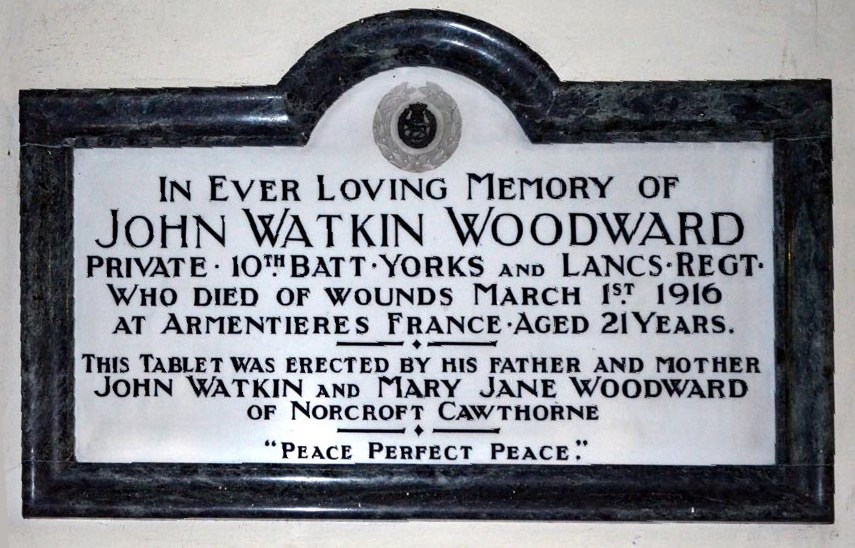 IN EVER LOVING MEMORY OF
JOHN WATKIN WOODWARD
PRIVATE · 10TH BATT · YORKS AND LANCS · REGT ·
WHO DIED OF WOUNDS MARCH 1ST 1916
AT ARMENTIERES FRANCE · AGED 21 YEARS.
THIS TABLET WAS ERECTED BY HIS FATHER AND MOTHER
JOHN WATKIN AND MARY JANE WOODWARD
OF NORCROFT CAWTHORNE
"PEACE PERFECT PEACE."